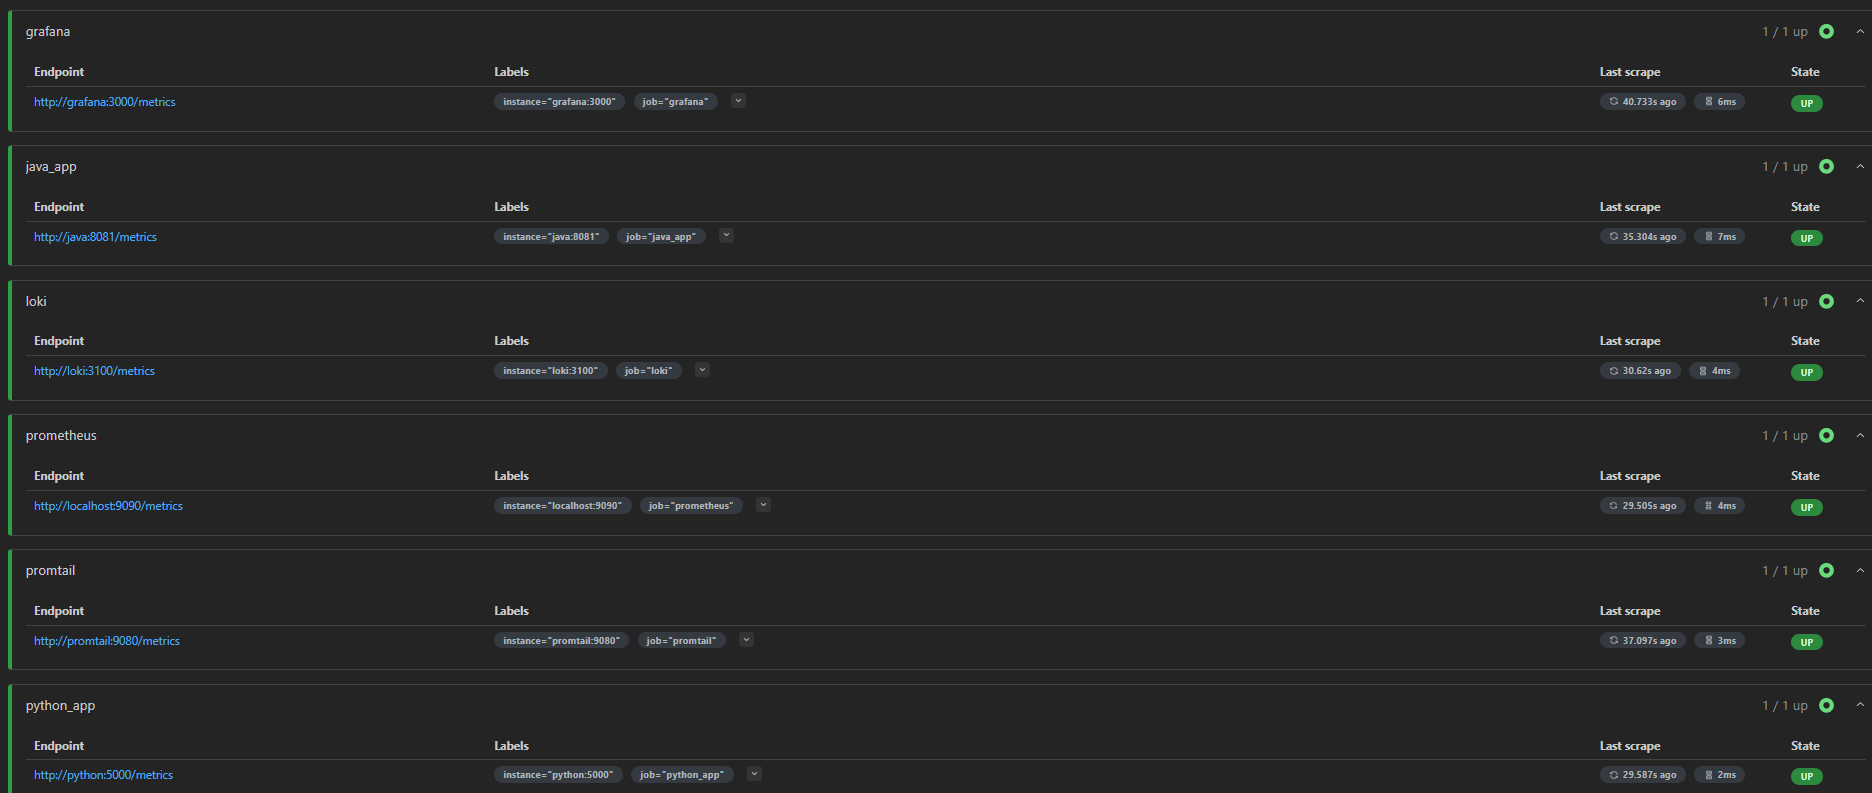 grafana 1 / 1 up
Endpoint Labels Last scrape State
http://grafana:3000/metrics instance="grafana:3000" job="grafana" 40.733s ago 6ms UP
java_app 1 / 1 up
Endpoint Labels Last scrape State
http://java:8081/metrics instance="java:8081" job="java_app" 35.304s ago 7ms UP
loki 1 / 1 up
Endpoint Labels Last scrape State
http://loki:3100/metrics instance="loki:3100" job="loki" 30.62s ago 4ms UP
prometheus 1 / 1 up
Endpoint Labels Last scrape State
http://localhost:9090/metrics instance="localhost:9090" job="prometheus" 29.505s ago 4ms UP
promtail 1 / 1 up
Endpoint Labels Last scrape State
http://promtail:9080/metrics instance="promtail:9080" job="promtail" 37.097s ago 3ms UP
python_app 1 / 1 up
Endpoint Labels Last scrape State
http://python:5000/metrics instance="python:5000" job="python_app" 29.587s ago 2ms UP